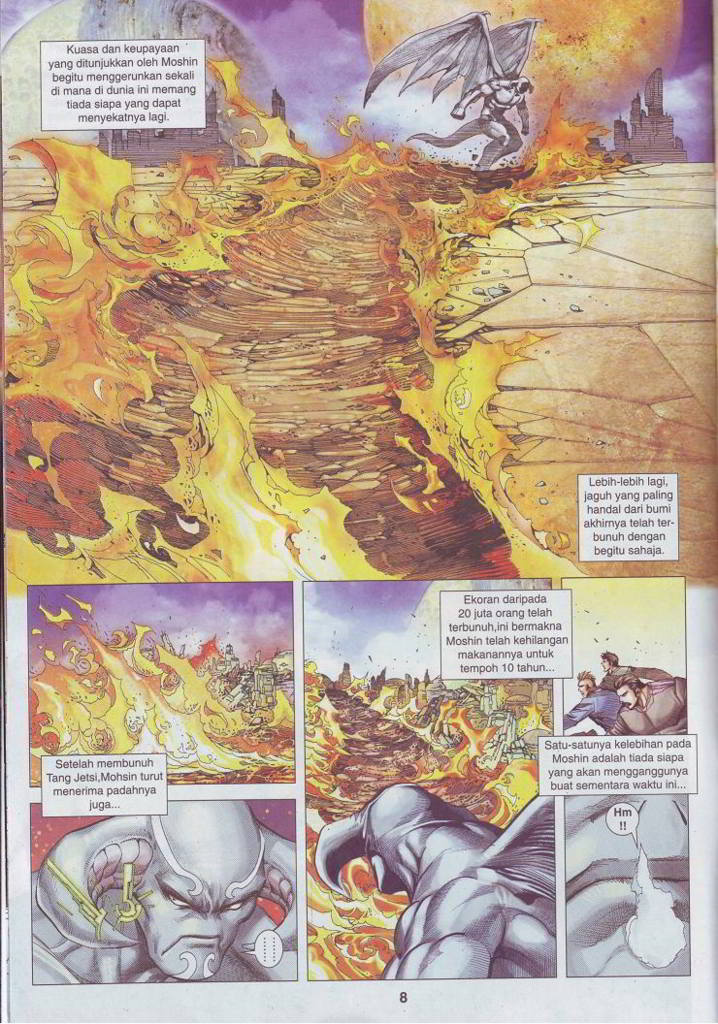 Kuasa dan keupayaan
yang ditunjukkan oleh Moshin
begitu menggerunkan sekali
di mana di dunia ini memang
tiada siapa yang dapat
menyekatnya lagi.
Lebih-lebih lagi,
jaguh yang paling
handal dari bumi
akhirnya telah ter-
bunuh dengan
begitu sahaja.
Setelah membunuh
Tang Jetsi,Mohsin turut
menerima padahnya
juga...
Ekoran daripada
20 juta orang telah
terbunuh,ini bermakna
Moshin telah kehilangan
makanannya untuk
tempoh 10 tahun...
Satu-satunya kelebihan pada
Moshin adalah tiada siapa
yang akan mengganggunya
buat sementara waktu ini...
Hm
!!
8